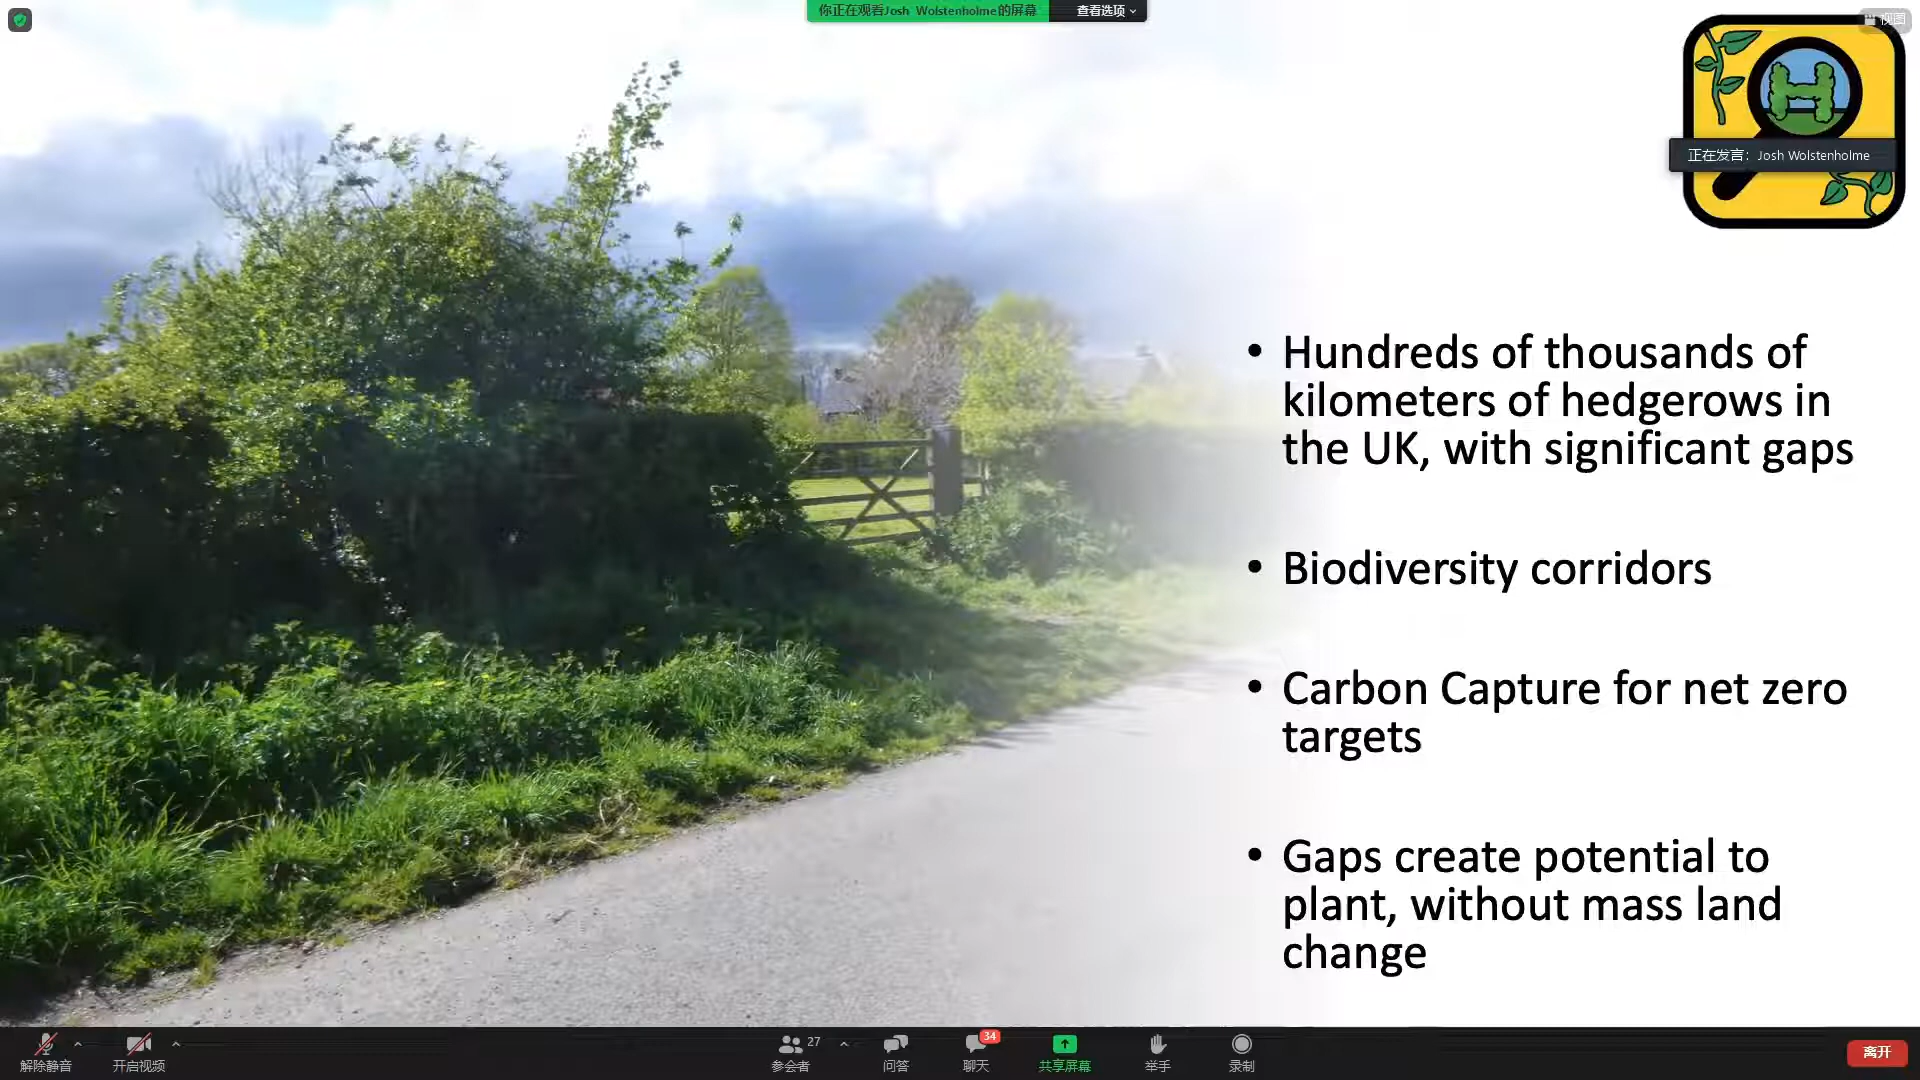 你正在观看Josh Wolstenholme的屏幕
查看选项
视图
H
正在发言: Josh Wolstenholme
• Hundreds of thousands of
kilometers of hedgerows in
the UK, with significant gaps
• Biodiversity corridors
• Carbon Capture for net zero
targets
• Gaps create potential to
plant, without mass land
change
解除静音
开启视频
27
参会者
问答
34
聊天
共享屏幕
举手
录制
离开